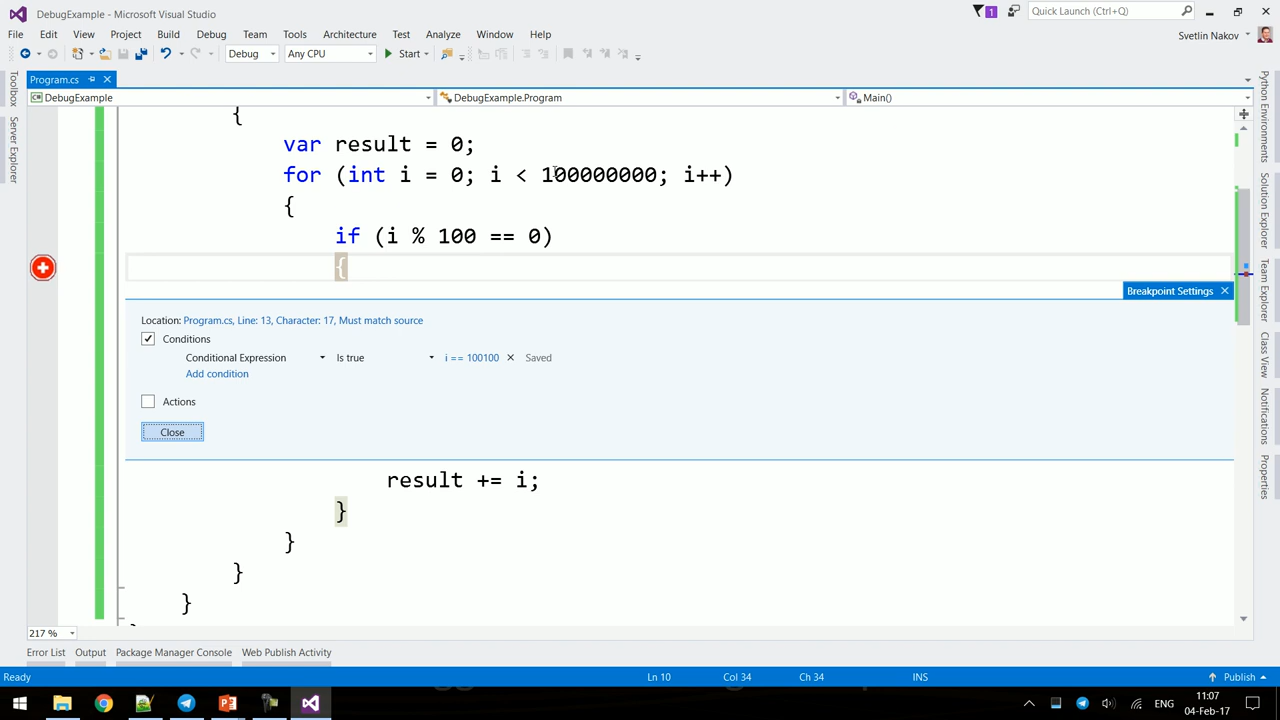 DebugExample - Microsoft Visual Studio
1
Quick Launch (Ctrl+Q)
File Edit View Project Build Debug Team Tools Architecture Test Analyze Window Help
Svetlin Nakov
Debug Any CPU Start
Program.cs
DebugExample DebugExample.Program Main()
Toolbox
Server Explorer
{
var result = 0;
for (int i = 0; i < 100000000; i++)
{
if (i % 100 == 0)
{
Breakpoint Settings
Location: Program.cs, Line: 13, Character: 17, Must match source
Conditions
Conditional Expression Is true i == 100100 Saved
Add condition
Actions
Close
result += i;
}
}
}
}
Python Environments
Solution Explorer
Team Explorer
Class View
Notifications
Properties
217 %
Error List Output Package Manager Console Web Publish Activity
Ready Ln 10 Col 34 Ch 34 INS Publish
ENG
11:07
04-Feb-17